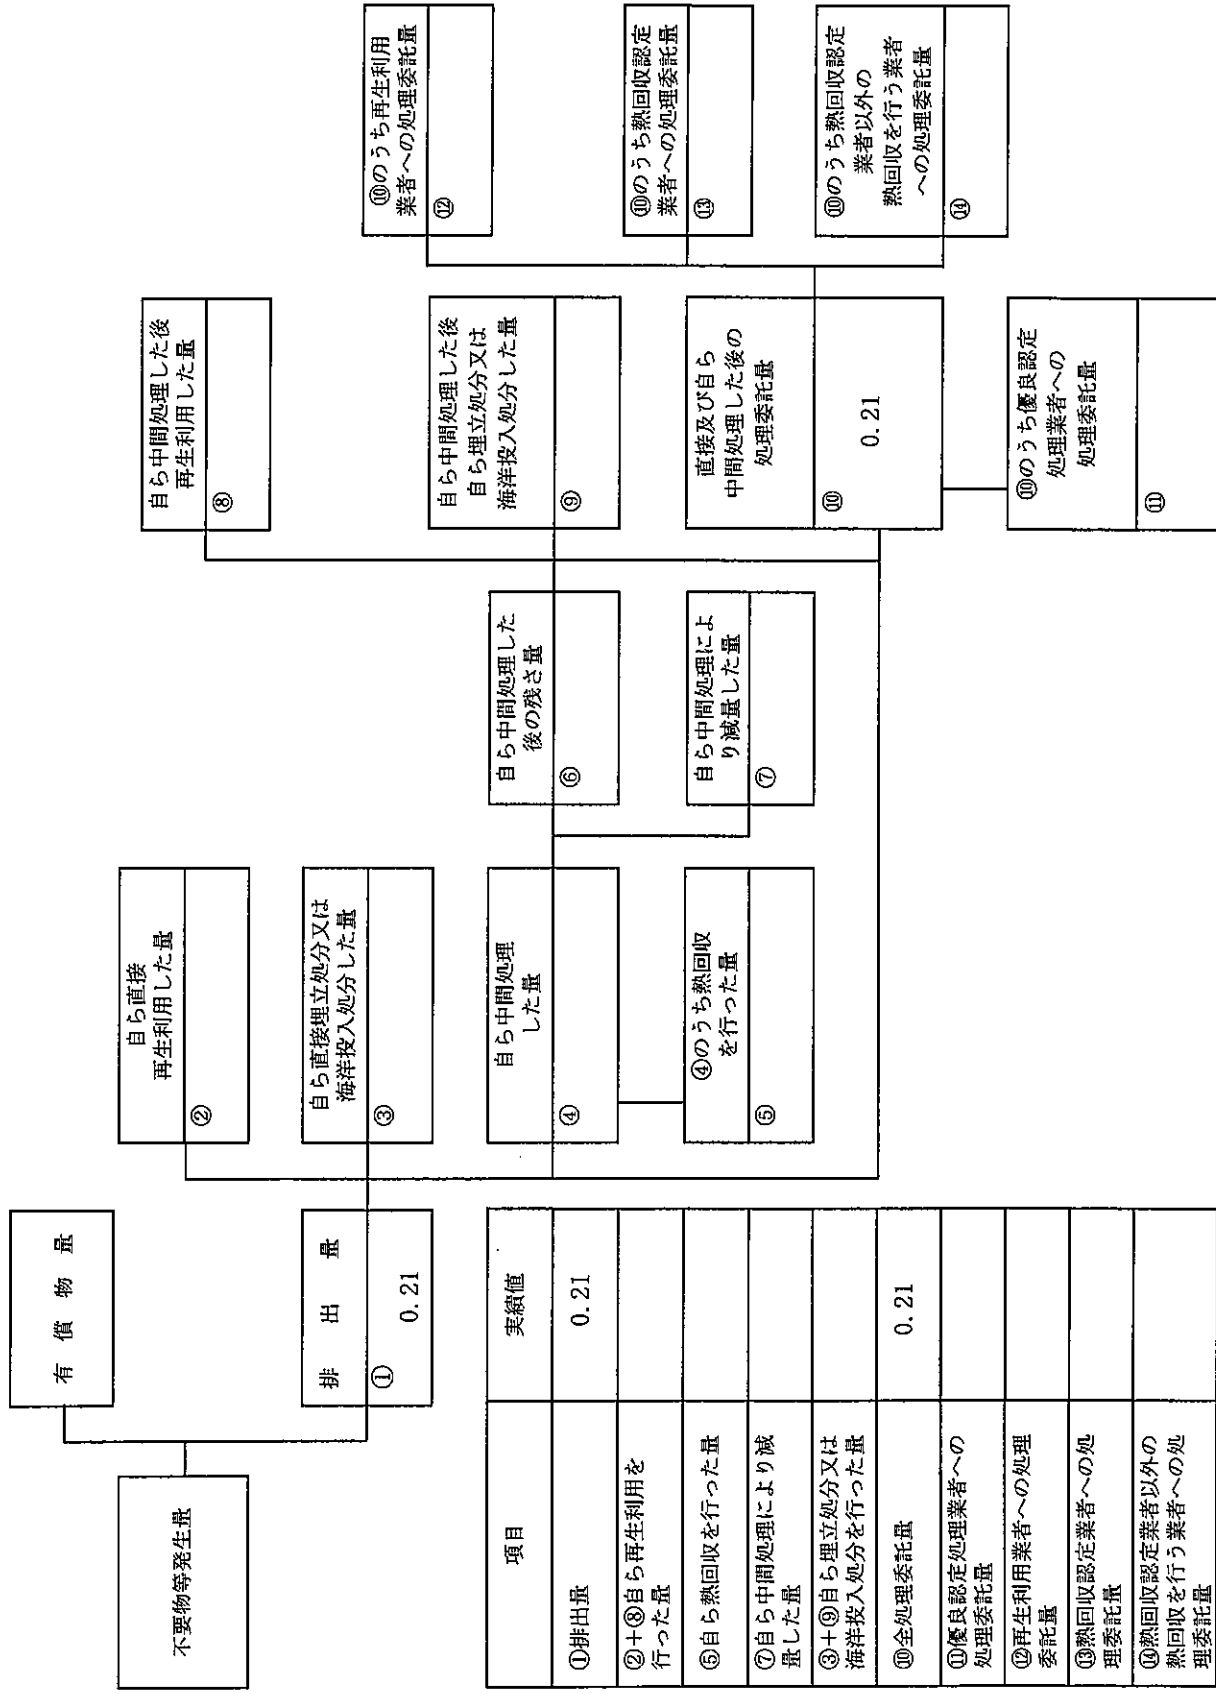 不要物等発生量
有償物量
排出量
①
0.21
自ら直接
再生利用した量
②
自ら直接埋立処分又は
海洋投入処分した量
③
自ら中間処理
した量
④
④のうち熱回収
を行った量
⑤
自ら中間処理した
後の残さ量
⑥
自ら中間処理によ
り減量した量
⑦
自ら中間処理した後
再生利用した量
⑧
自ら中間処理した後
自ら埋立処分又は
海洋投入処分した量
⑨
直接及び自ら
中間処理した後の
処理委託量
⑩
0.21
⑩のうち優良認定
処理業者への
処理委託量
⑪
⑩のうち再生利用
業者への処理委託量
⑫
⑩のうち熱回収認定
業者への処理委託量
⑬
⑩のうち熱回収認定
業者以外の
熱回収を行う業者
への処理委託量
⑭
項目 実績値
①排出量 0.21
②+⑧自ら再生利用を
行った量
⑤自ら熱回収を行った量
⑦自ら中間処理により減
量した量
③+⑨自ら埋立処分又は
海洋投入処分を行った量
⑩全処理委託量 0.21
⑪優良認定処理業者への
処理委託量
⑫再生利用業者への処理
委託量
⑬熱回収認定業者への処
理委託量
⑭熱回収認定業者以外の
熱回収を行う業者への処
理委託量